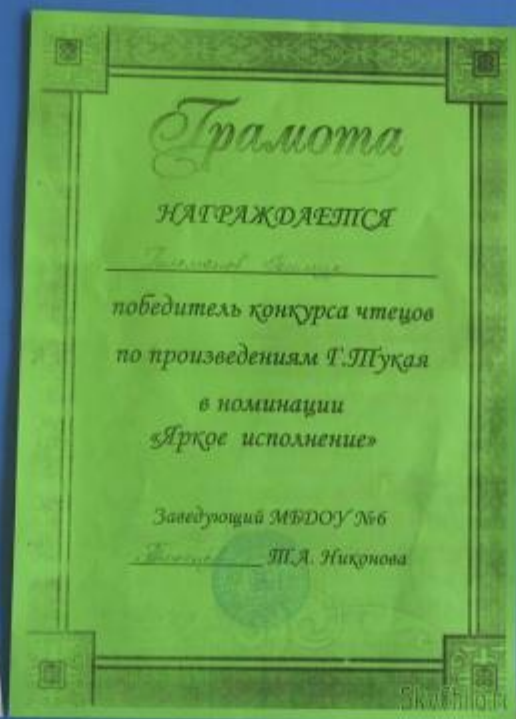 Грамота
НАГРАЖДАЕТСЯ
победитель конкурса чтецов
по произведениям Г.Тукая
в номинации
«Яркое исполнение»
Заведующий МБДОУ №6
Т.А. Никонова